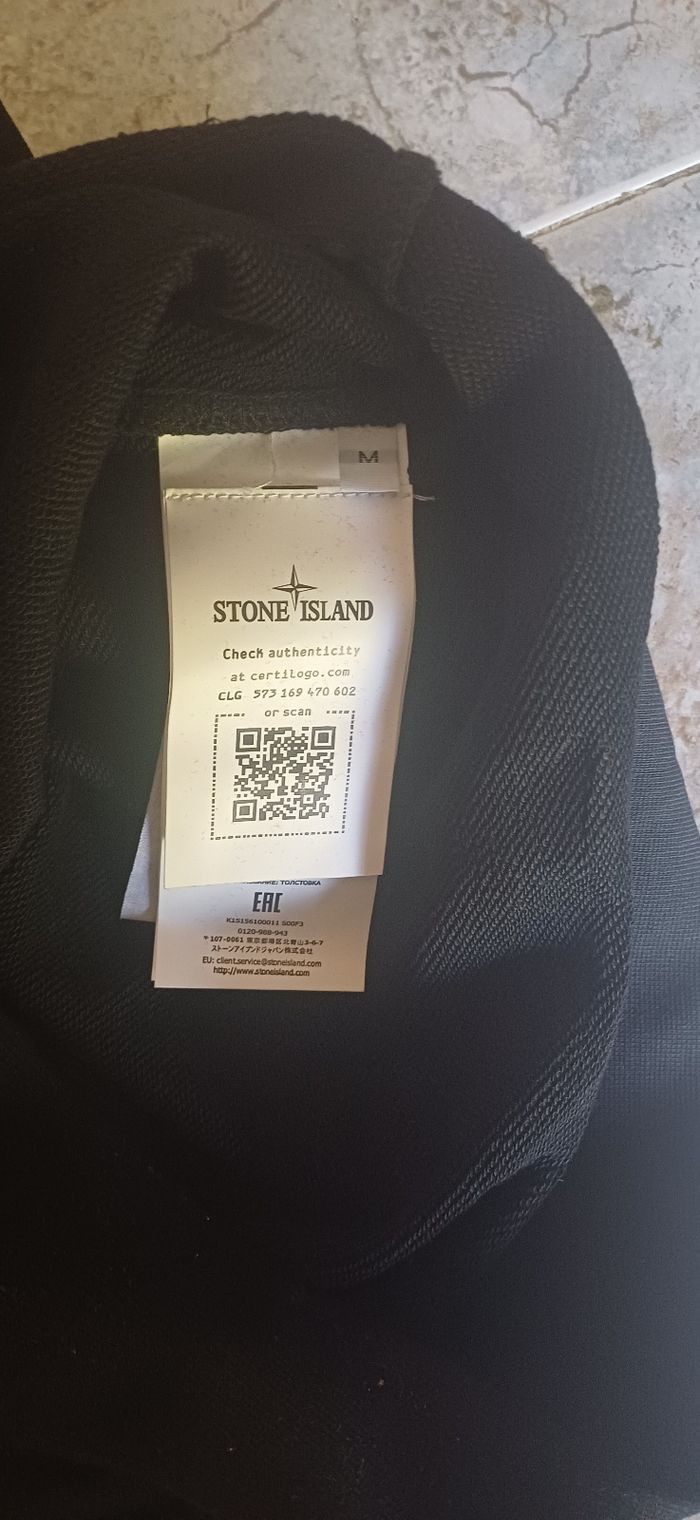 M
STONE ISLAND
Check authenticity
at certilogo.com
CLG 573 169 470 602
or scan
ТОЛСТОВКА
EAC
K1S156100011 S00F3
0120-988-943
〒107-0061 東京都港区北青山3-6-7
ストーンアイランドジャパン株式会社
EU: client.service@stoneisland.com
http://www.stoneisland.com